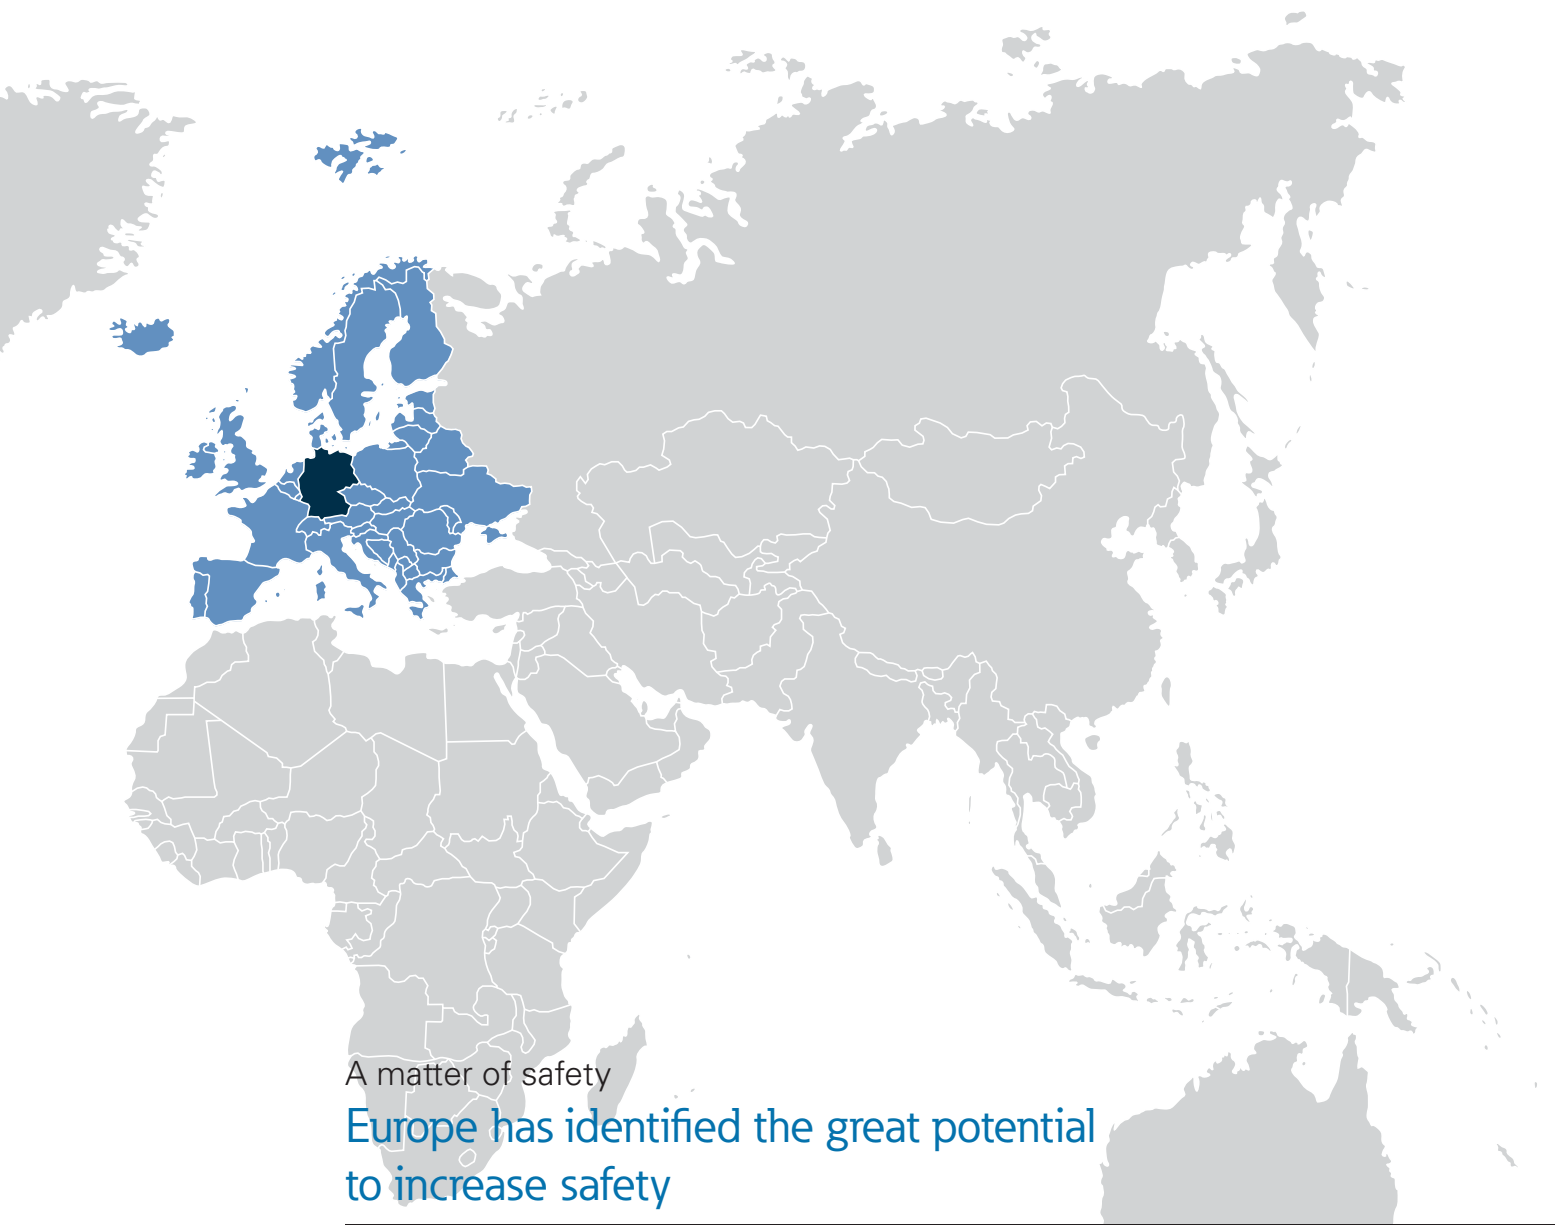 A matter of safety
Europe has identified the great potential
to increase safety